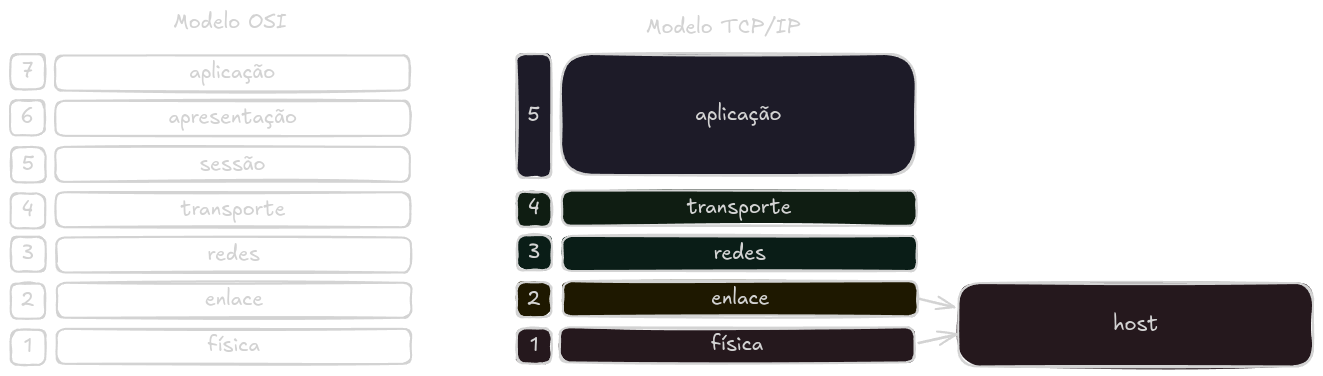 Modelo OSI
7
aplicação
6
apresentação
5
sessão
4
transporte
3
redes
2
enlace
1
física
Modelo TCP/IP
5
aplicação
4
transporte
3
redes
2
enlace
1
física
host